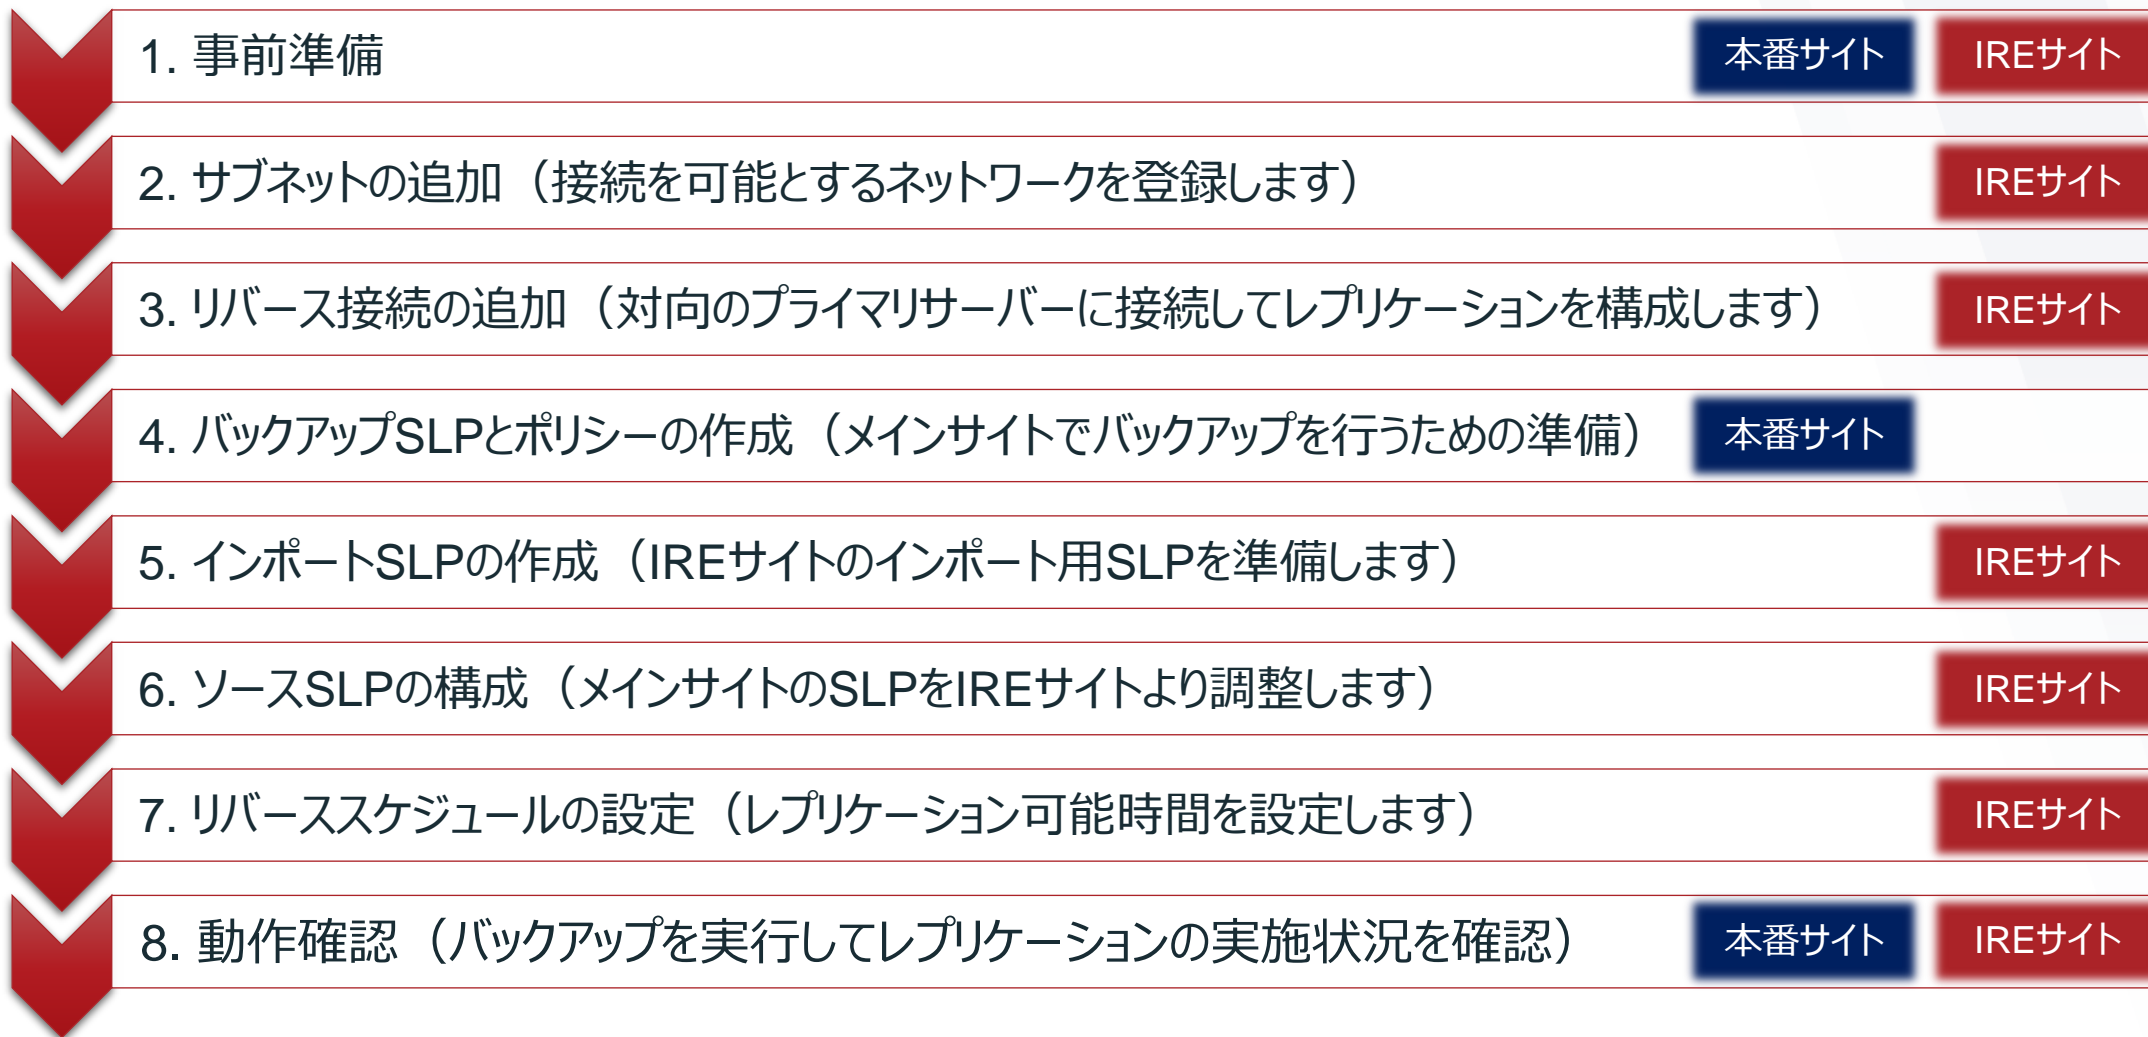 1. 事前準備 本番サイト IREサイト
2. サブネットの追加（接続を可能とするネットワークを登録します） IREサイト
3. リバース接続の追加（対向のプライマリサーバーに接続してレプリケーションを構成します） IREサイト
4. バックアップSLPとポリシーの作成（メインサイトでバックアップを行うための準備） 本番サイト
5. インポートSLPの作成（IREサイトのインポート用SLPを準備します） IREサイト
6. ソースSLPの構成（メインサイトのSLPをIREサイトより調整します） IREサイト
7. リバーススケジュールの設定（レプリケーション可能時間を設定します） IREサイト
8. 動作確認（バックアップを実行してレプリケーションの実施状況を確認） 本番サイト IREサイト